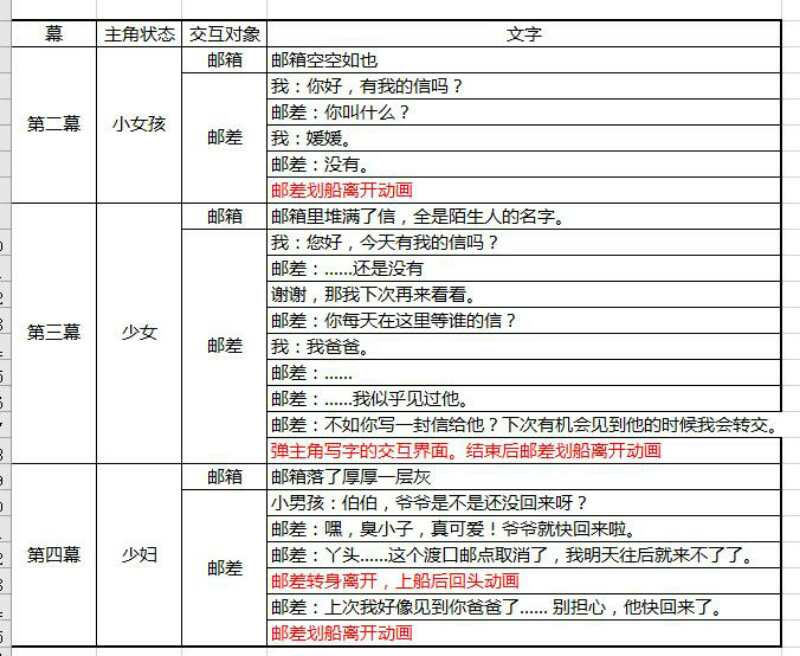 幕 主角状态 交互对象 文字
邮箱 邮箱空空如也
第二幕 小女孩 邮差 我：你好，有我的信吗？
邮差：你叫什么？
我：媛媛。
邮差：没有。
邮差划船离开动画
邮箱 邮箱里堆满了信，全是陌生人的名字。
第三幕 少女 邮差 我：您好，今天有我的信吗？
邮差：......还是没有
谢谢，那我下次再来看看。
邮差：你每天在这里等谁的信？
我：我爸爸。
邮差：......
邮差：......我似乎见过他。
邮差：不如你写一封信给他？下次有机会见到他的时候我会转交。
弹主角写字的交互界面。结束后邮差划船离开动画
邮箱 邮箱落了厚厚一层灰
第四幕 少妇 邮差 小男孩：伯伯，爷爷是不是还没回来呀？
邮差：嘿，臭小子，真可爱！爷爷就快回来啦。
邮差：丫头......这个渡口邮点取消了，我明天往后就来不了了。
邮差转身离开，上船后回头动画
邮差：上次我好像见到你爸爸了...... 别担心，他快回来了。
邮差划船离开动画